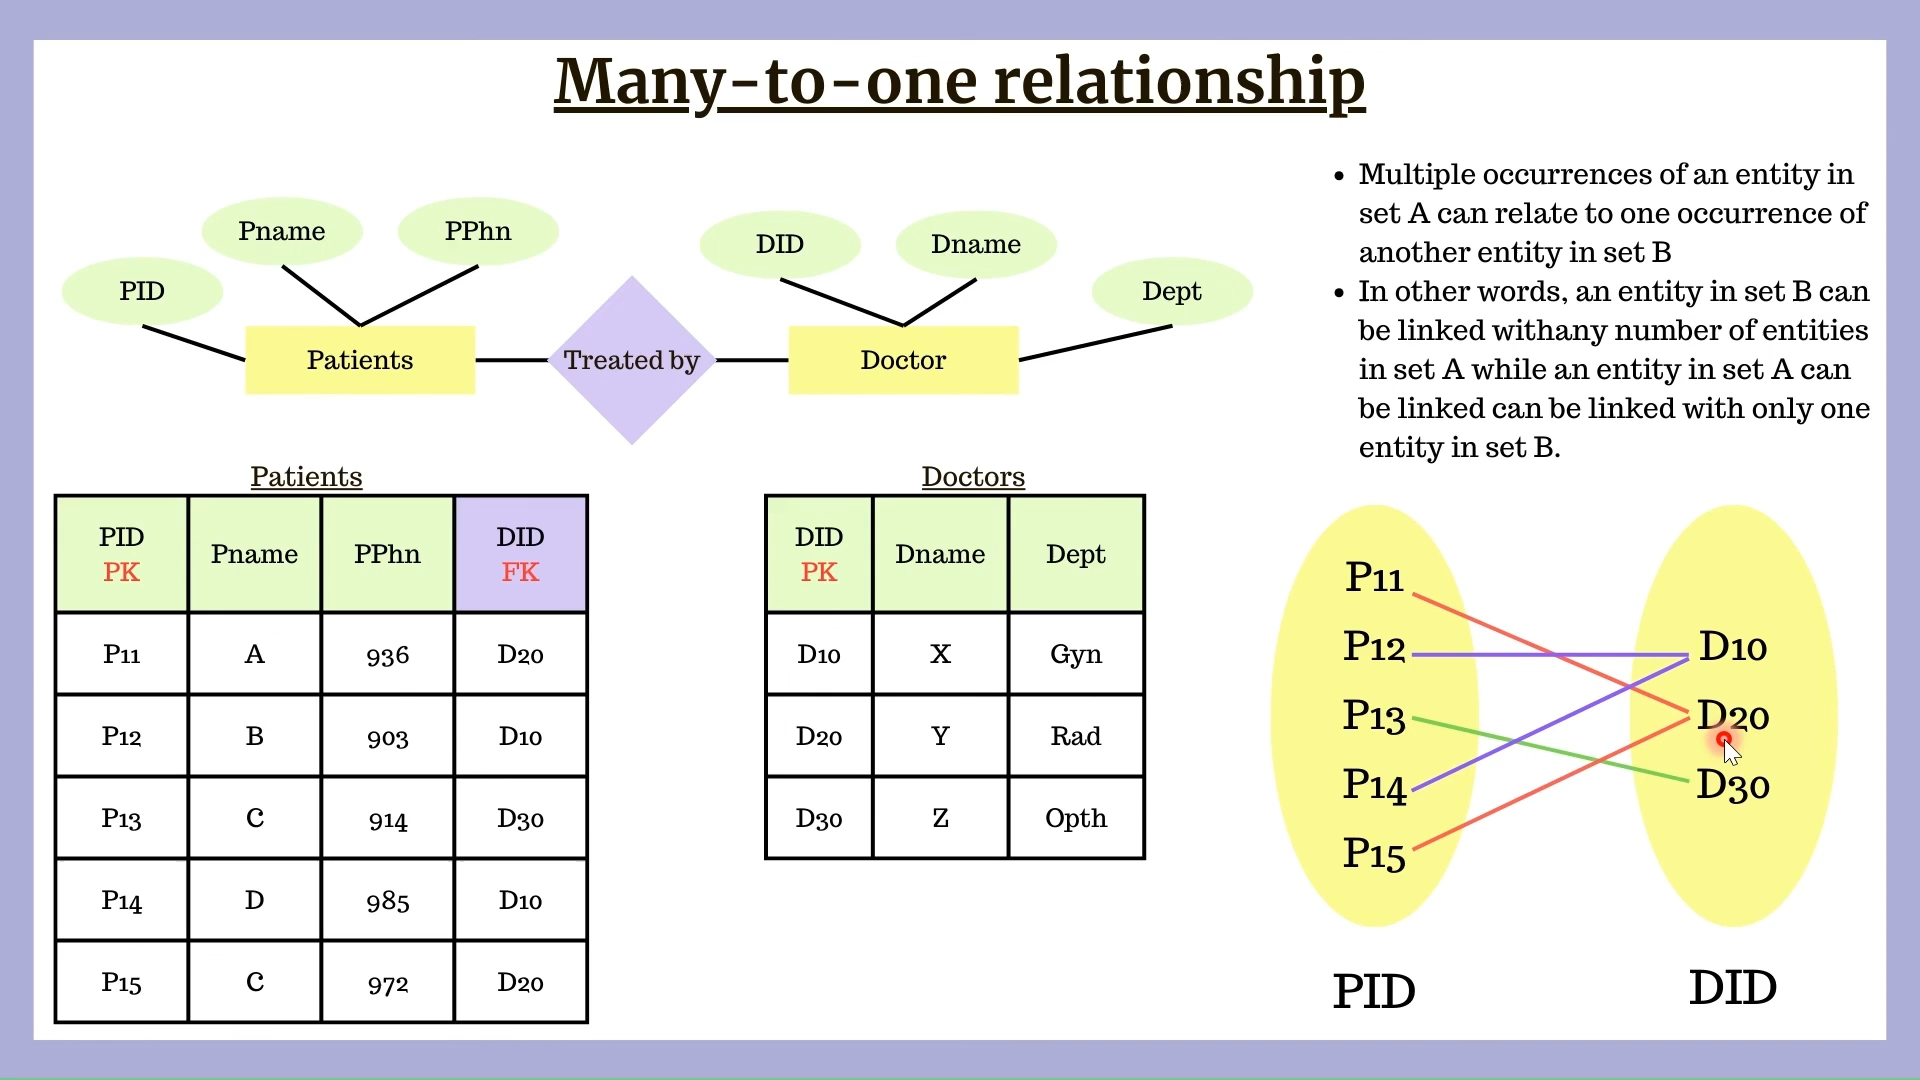 Many-to-one relationship
PID
Pname
PPhn
DID
Dname
Dept
Patients
Treated by
Doctor
• Multiple occurrences of an entity in
set A can relate to one occurrence of
another entity in set B
• In other words, an entity in set B can
be linked withany number of entities
in set A while an entity in set A can
be linked can be linked with only one
entity in set B.
Patients
PID PK Pname PPhn DID FK
P11 A 936 D20
P12 B 903 D10
P13 C 914 D30
P14 D 985 D10
P15 C 972 D20
Doctors
DID PK Dname Dept
D10 X Gyn
D20 Y Rad
D30 Z Opth
P11
P12
P13
P14
P15
PID
D10
D20
D30
DID